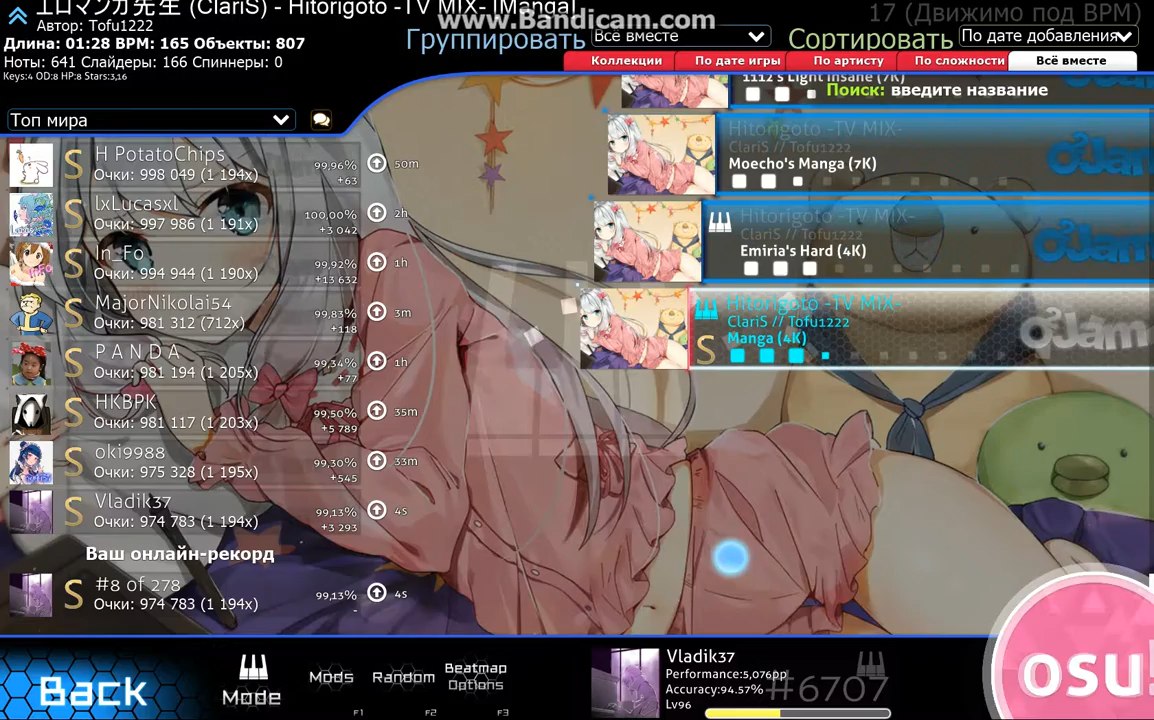 エロマンガ先生 (ClariS) - Hitorigoto -TV MIX- [Manga]
Автор: Tofu1222
Длина: 01:28 BPM: 165 Объекты: 807
Ноты: 641 Слайдеры: 166 Спиннеры: 0
Keys:4 OD:8 HP:8 Stars:3,16
www.Bandicam.com
17 (Движимо под BPM)
Группировать
Все вместе
Сортировать
По дате добавления
Коллекции
По дате игры
По артисту
По сложности
Всё вместе
Топ мира
1112's Light Insane (7K)
Поиск: введите название
Hitorigoto -TV MIX-
ClariS // Tofu1222
Moecho's Manga (7K)
O2Jam
Hitorigoto -TV MIX-
ClariS // Tofu1222
Emiria's Hard (4K)
O2Jam
Hitorigoto -TV MIX-
ClariS // Tofu1222
Manga (4K)
S
O2Jam
S
H PotatoChips
Очки: 998 049 (1 194x)
99,96%
+63
50m
S
lxLucasxl
Очки: 997 986 (1 191x)
100,00%
+3 042
2h
S
In_Fo
Очки: 994 944 (1 190x)
99,92%
+13 632
1h
S
MajorNikolai54
Очки: 981 312 (712x)
99,83%
+118
3m
S
P A N D A
Очки: 981 194 (1 205x)
99,34%
+77
1h
S
HKBPK
Очки: 981 117 (1 203x)
99,50%
+5 789
35m
S
oki9988
Очки: 975 328 (1 195x)
99,30%
+545
33m
S
Vladik37
Очки: 974 783 (1 194x)
99,13%
+3 293
4s
Ваш онлайн-рекорд
S
#8 of 278
Очки: 974 783 (1 194x)
99,13%
-
4s
Back
Mode
Mods
F1
Random
F2
Beatmap
Options
F3
Vladik37
Performance:5,076pp
Accuracy:94.57%
Lv96
#6707
osu!